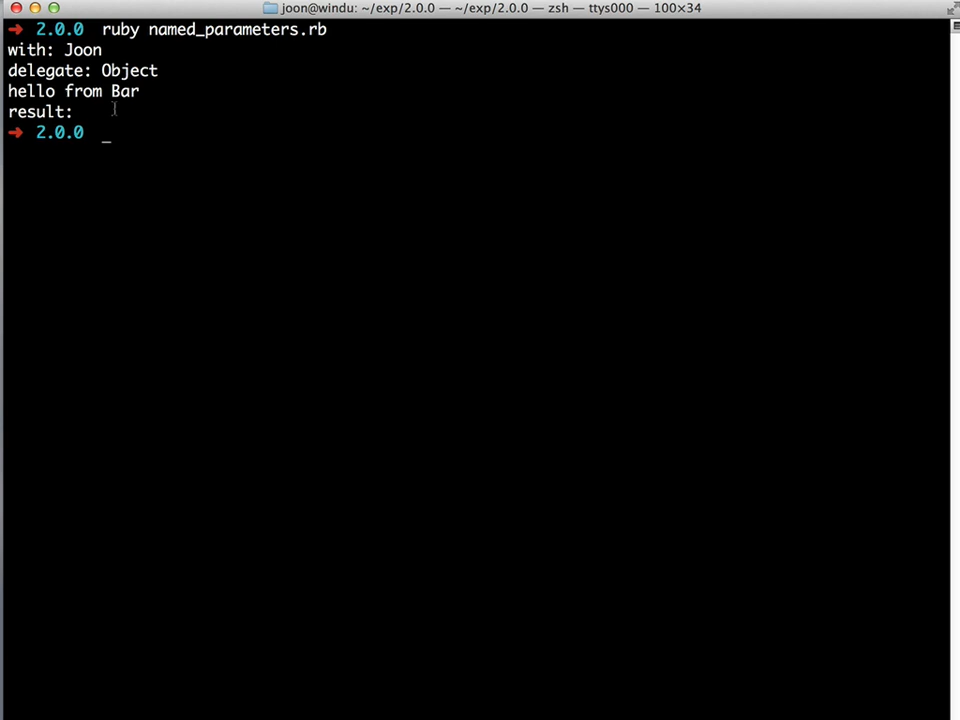 joon@windu: ~/exp/2.0.0 — ~/exp/2.0.0 — zsh — ttys000 — 100×34
➜ 2.0.0 ruby named_parameters.rb
with: Joon
delegate: Object
hello from Bar
result:
➜ 2.0.0 _